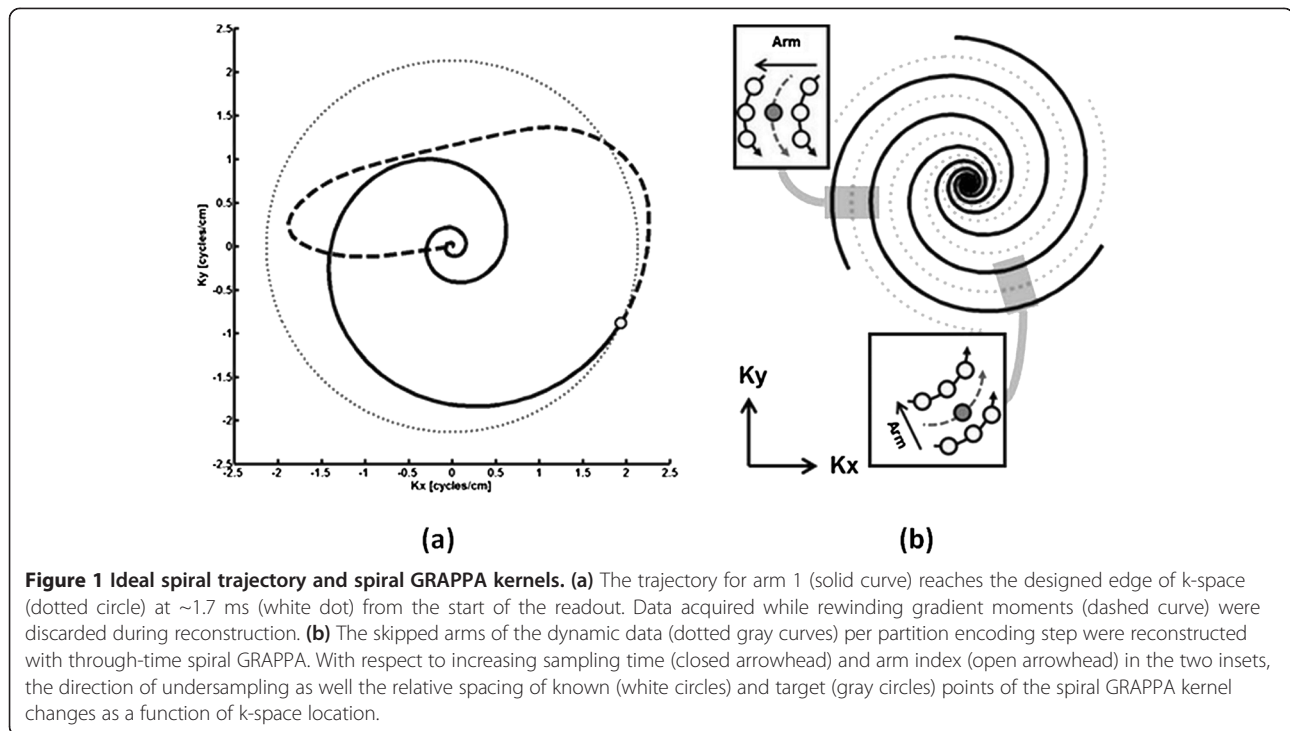 2.5
2
1.5
1
0.5
0
-0.5
-1
-1.5
-2
-2.5
Ky [cycles/cm]
-2.5 -2 -1.5 -1 -0.5 0 0.5 1 1.5 2 2.5
Kx [cycles/cm]
(a)
Arm
Arm
Ky
Kx
(b)
Figure 1 Ideal spiral trajectory and spiral GRAPPA kernels. (a) The trajectory for arm 1 (solid curve) reaches the designed edge of k-space
(dotted circle) at ~1.7 ms (white dot) from the start of the readout. Data acquired while rewinding gradient moments (dashed curve) were
discarded during reconstruction. (b) The skipped arms of the dynamic data (dotted gray curves) per partition encoding step were reconstructed
with through-time spiral GRAPPA. With respect to increasing sampling time (closed arrowhead) and arm index (open arrowhead) in the two insets,
the direction of undersampling as well the relative spacing of known (white circles) and target (gray circles) points of the spiral GRAPPA kernel
changes as a function of k-space location.